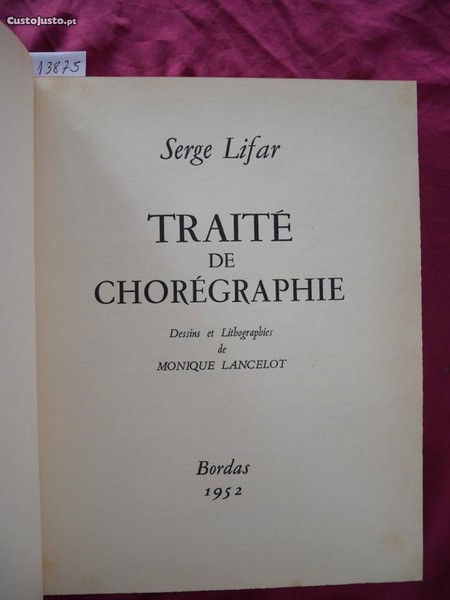 CustoJusto.pt
13875
Serge Lifar
TRAITÉ
DE
CHORÉGRAPHIE
Dessins et Lithographies
de
MONIQUE LANCELOT
Bordas
1952